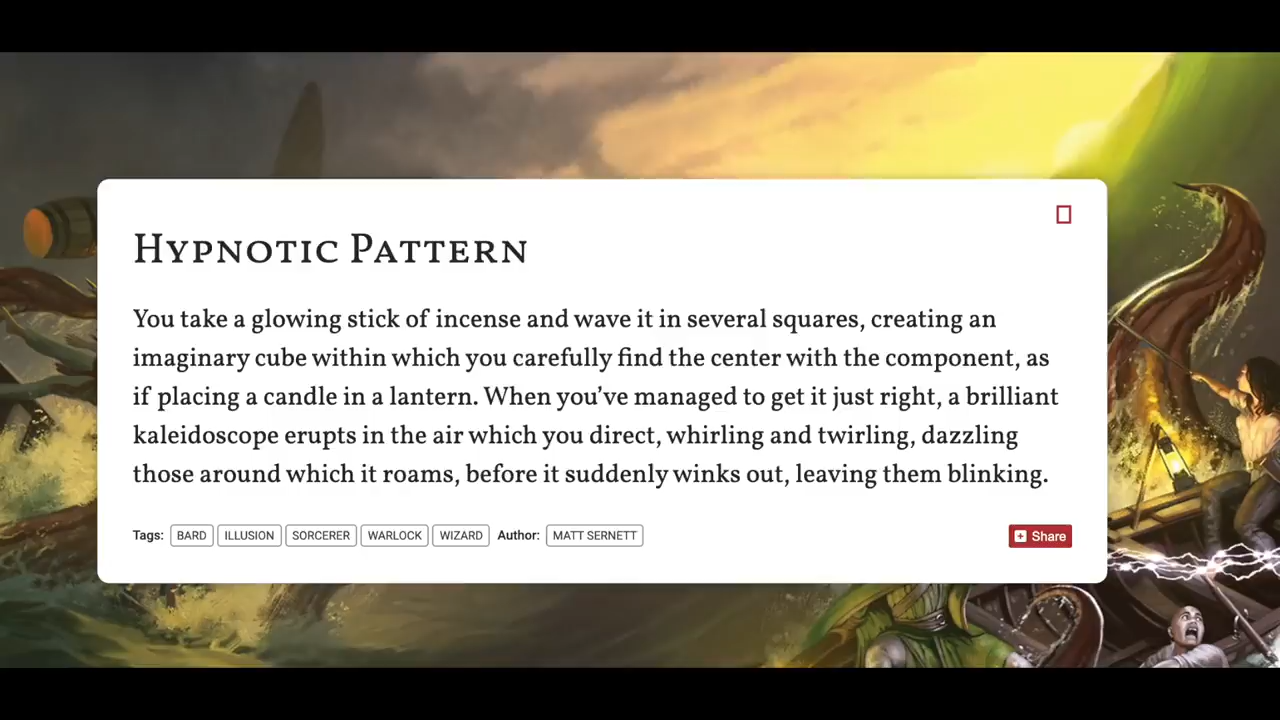 Hypnotic Pattern
You take a glowing stick of incense and wave it in several squares, creating an
imaginary cube within which you carefully find the center with the component, as
if placing a candle in a lantern. When you’ve managed to get it just right, a brilliant
kaleidoscope erupts in the air which you direct, whirling and twirling, dazzling
those around which it roams, before it suddenly winks out, leaving them blinking.
Tags: BARD ILLUSION SORCERER WARLOCK WIZARD Author: MATT SERNETT Share